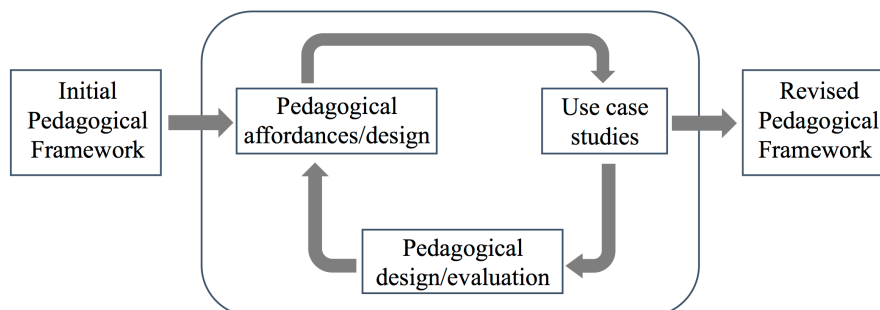 Initial
Pedagogical
Framework
Pedagogical
affordances/design
Use case
studies
Revised
Pedagogical
Framework
Pedagogical
design/evaluation